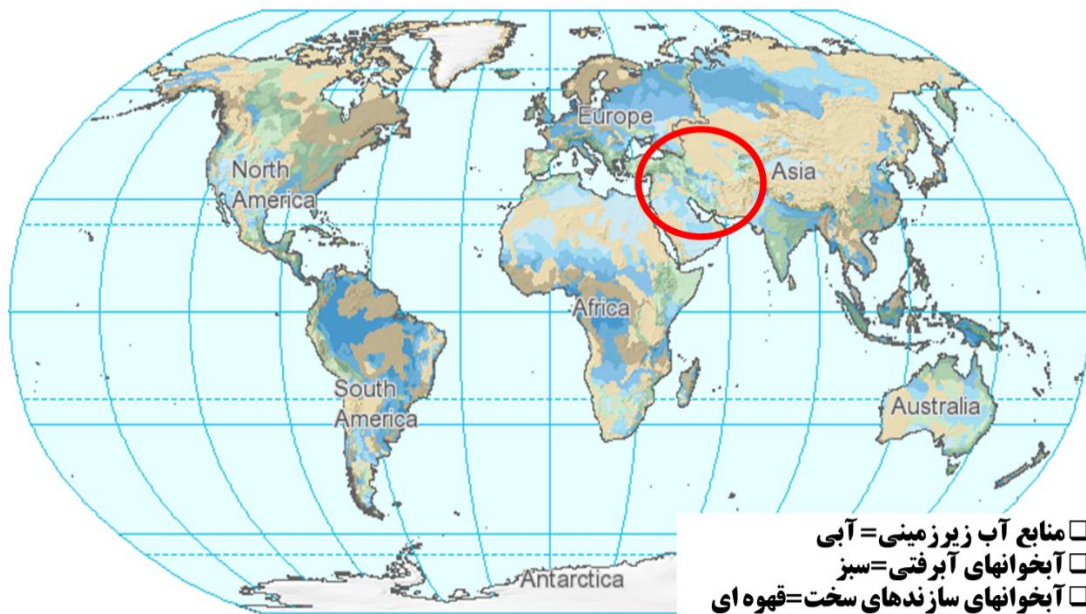 Europe
North
America
Asia
Africa
South
America
Australia
Antarctica
❑منابع آب زیرزمینی=آبی
❑آبخوانهای آبرفتی=سبز
❑آبخوانهای سازندهای سخت=قهوه ای